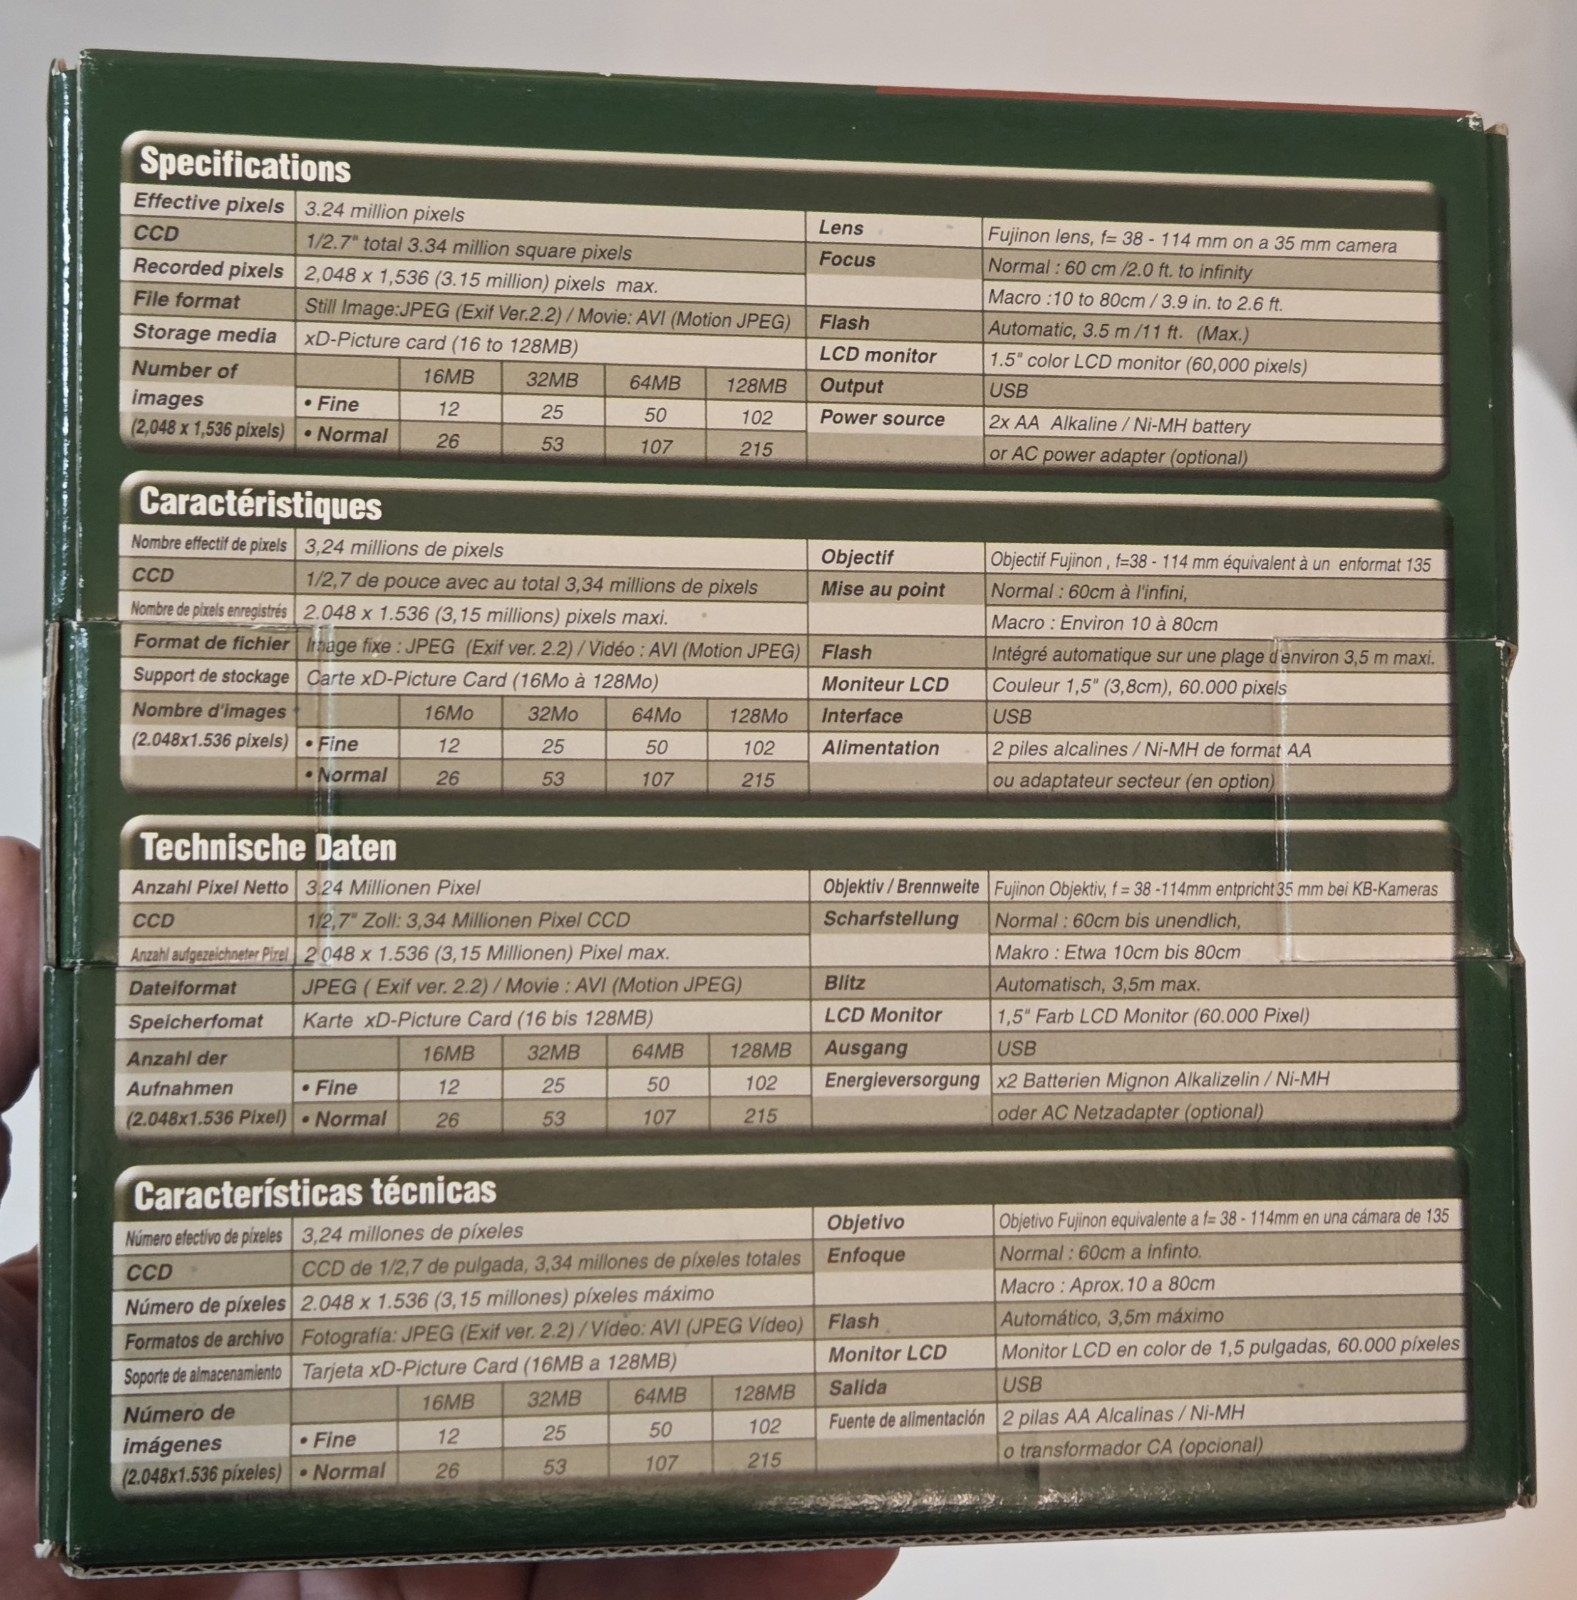 Specifications
Effective pixels 3.24 million pixels
CCD 1/2.7" total 3.34 million square pixels
Recorded pixels 2,048 x 1,536 (3.15 million) pixels max.
File format Still Image:JPEG (Exif Ver.2.2) / Movie: AVI (Motion JPEG)
Storage media xD-Picture card (16 to 128MB)
Number of images (2,048 x 1,536 pixels)
16MB 32MB 64MB 128MB
• Fine 12 25 50 102
• Normal 26 53 107 215
Lens Fujinon lens, f= 38 - 114 mm on a 35 mm camera
Focus Normal : 60 cm /2.0 ft. to infinity
Macro :10 to 80cm / 3.9 in. to 2.6 ft.
Flash Automatic, 3.5 m /11 ft. (Max.)
LCD monitor 1.5" color LCD monitor (60,000 pixels)
Output USB
Power source 2x AA Alkaline / Ni-MH battery
or AC power adapter (optional)
Caractéristiques
Nombre effectif de pixels 3,24 millions de pixels
CCD 1/2,7 de pouce avec au total 3,34 millions de pixels
Nombre de pixels enregistrés 2.048 x 1.536 (3,15 millions) pixels maxi.
Format de fichier Image fixe : JPEG (Exif ver. 2.2) / Vidéo : AVI (Motion JPEG)
Support de stockage Carte xD-Picture Card (16Mo à 128Mo)
Nombre d'images (2.048x1.536 pixels)
16Mo 32Mo 64Mo 128Mo
• Fine 12 25 50 102
• Normal 26 53 107 215
Objectif Objectif Fujinon , f=38 - 114 mm équivalent à un enformat 135
Mise au point Normal : 60cm à l'infini,
Macro : Environ 10 à 80cm
Flash Intégré automatique sur une plage d'environ 3,5 m maxi.
Moniteur LCD Couleur 1,5" (3,8cm), 60.000 pixels
Interface USB
Alimentation 2 piles alcalines / Ni-MH de format AA
ou adaptateur secteur (en option)
Technische Daten
Anzahl Pixel Netto 3,24 Millionen Pixel
CCD 1/2,7" Zoll: 3,34 Millionen Pixel CCD
Anzahl aufgezeichneter Pixel 2.048 x 1.536 (3,15 Millionen) Pixel max.
Dateiformat JPEG ( Exif ver. 2.2) / Movie : AVI (Motion JPEG)
Speicherfomat Karte xD-Picture Card (16 bis 128MB)
Anzahl der Aufnahmen (2.048x1.536 Pixel)
16MB 32MB 64MB 128MB
• Fine 12 25 50 102
• Normal 26 53 107 215
Objektiv / Brennweite Fujinon Objektiv, f = 38 -114mm entpricht 35 mm bei KB-Kameras
Scharfstellung Normal : 60cm bis unendlich,
Makro : Etwa 10cm bis 80cm
Blitz Automatisch, 3,5m max.
LCD Monitor 1,5" Farb LCD Monitor (60.000 Pixel)
Ausgang USB
Energieversorgung x2 Batterien Mignon Alkalizelin / Ni-MH
oder AC Netzadapter (optional)
Características técnicas
Número efectivo de píxeles 3,24 millones de píxeles
CCD CCD de 1/2,7 de pulgada, 3,34 millones de píxeles totales
Número de píxeles 2.048 x 1.536 (3,15 millones) píxeles máximo
Formatos de archivo Fotografía: JPEG (Exif ver. 2.2) / Vídeo: AVI (JPEG Vídeo)
Soporte de almacenamiento Tarjeta xD-Picture Card (16MB a 128MB)
Número de imágenes (2.048x1.536 píxeles)
16MB 32MB 64MB 128MB
• Fine 12 25 50 102
• Normal 26 53 107 215
Objetivo Objetivo Fujinon equivalente a f= 38 - 114mm en una cámara de 135
Enfoque Normal : 60cm a infinto.
Macro : Aprox. 10 a 80cm
Flash Automático, 3,5m máximo
Monitor LCD Monitor LCD en color de 1,5 pulgadas, 60.000 píxeles
Salida USB
Fuente de alimentación 2 pilas AA Alcalinas / Ni-MH
o transformador CA (opcional)